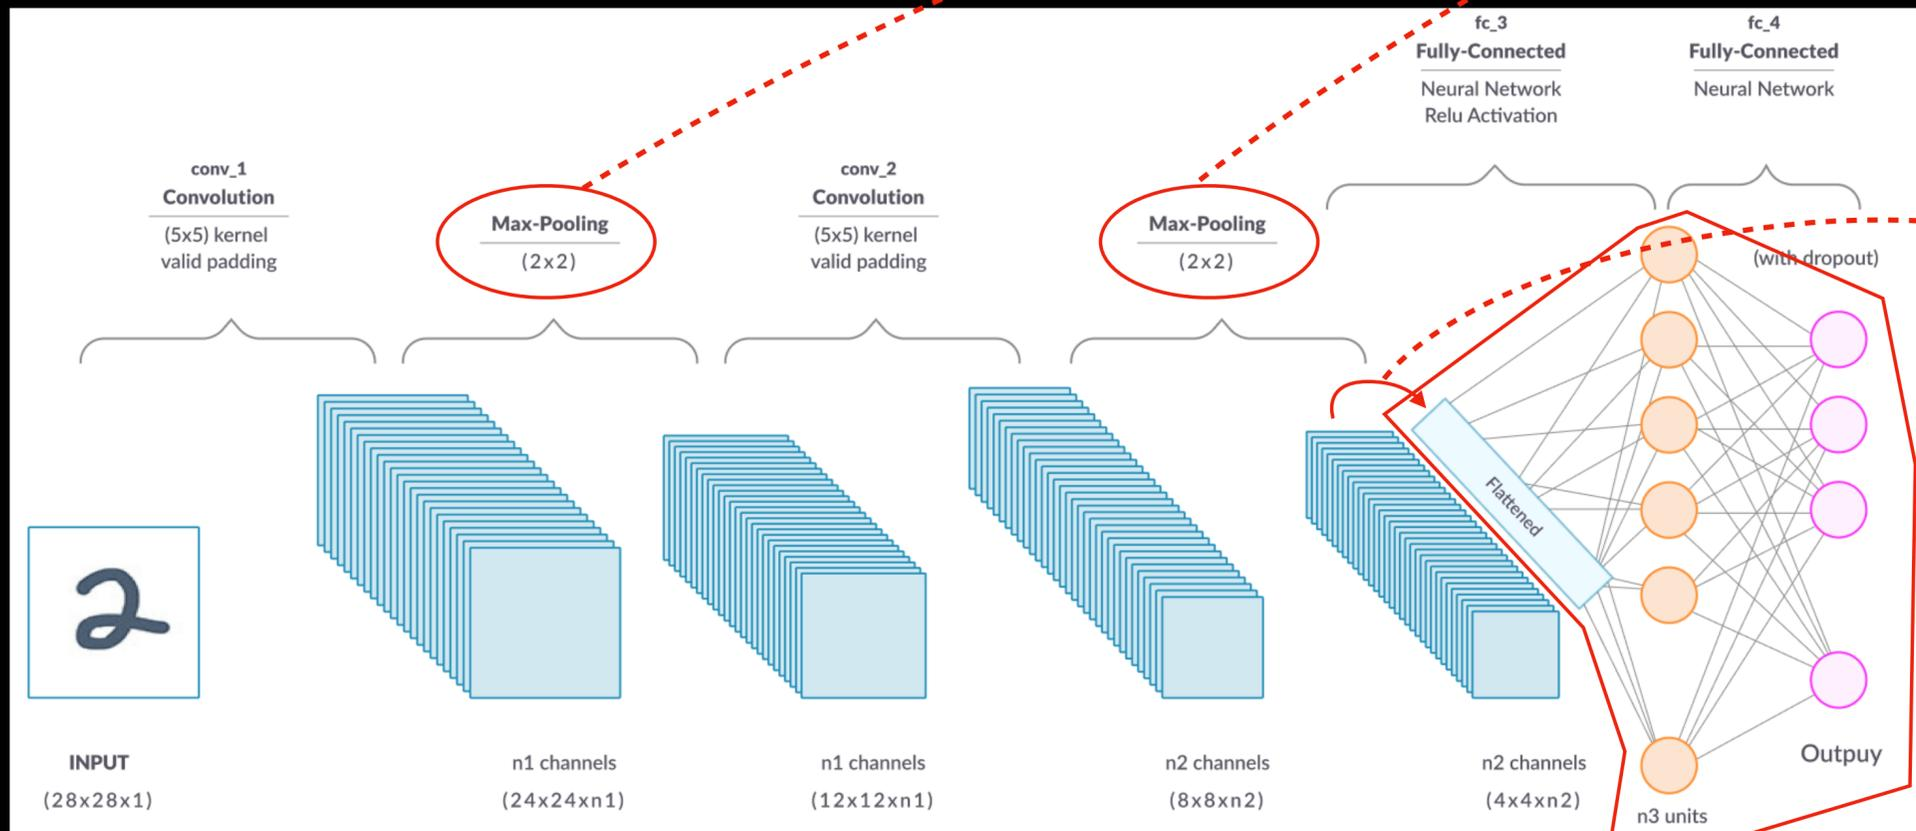 fc_3
Fully-Connected
Neural Network
Relu Activation
fc_4
Fully-Connected
Neural Network
(with dropout)
conv_1
Convolution
(5x5) kernel
valid padding
Max-Pooling
(2x2)
conv_2
Convolution
(5x5) kernel
valid padding
Max-Pooling
(2x2)
Flattened
INPUT
(28x28x1)
n1 channels
(24x24xn1)
n1 channels
(12x12xn1)
n2 channels
(8x8xn2)
n2 channels
(4x4xn2)
n3 units
Outpuy
2